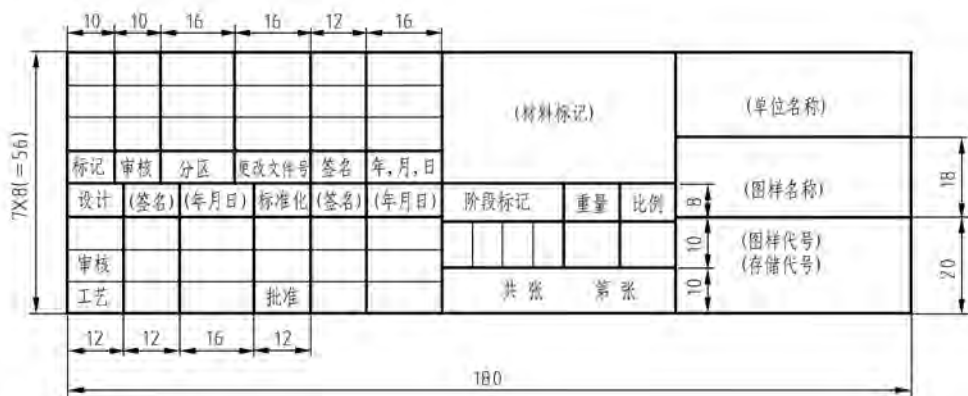 10 10 16 16 12 16
(材料标记) (单位名称)
7X8(=56)
标记 审核 分区 更改文件号 签名 年,月,日
设计 (签名) (年月日) 标准化 (签名) (年月日) 阶段标记 重量 比例 8 (图样名称) 18
10 (图样代号)
(存储代号) 20
审核
工艺 批准 共 张 第 张 10
12 12 16 12
180